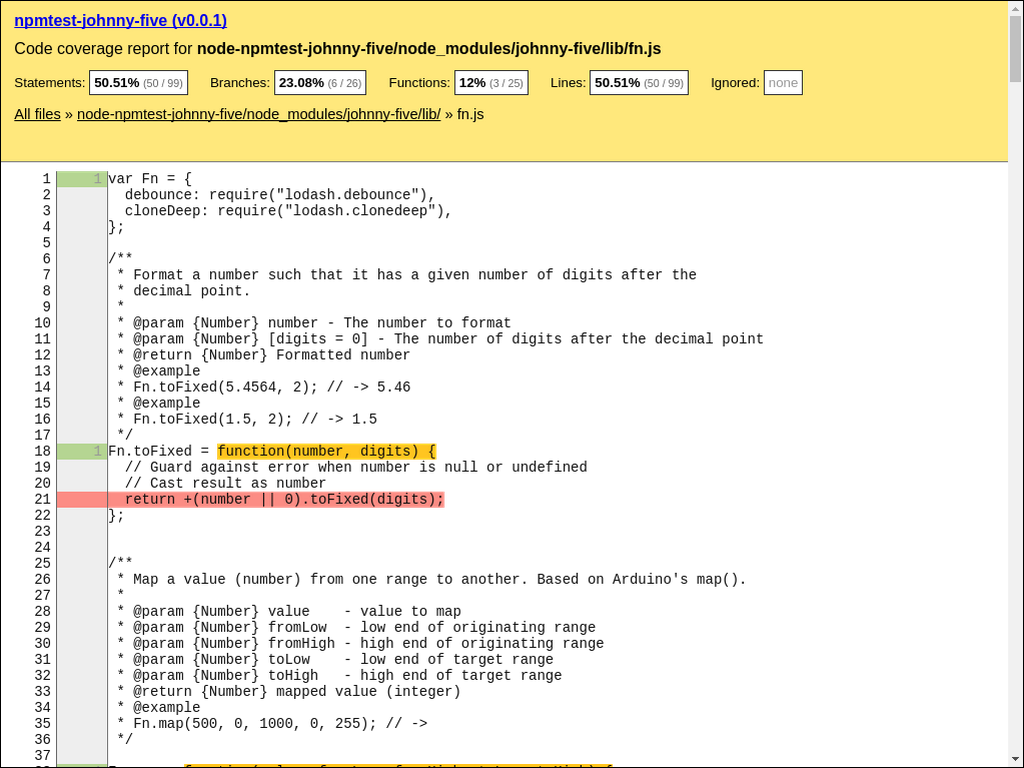 npmtest-johnny-five (v0.0.1)
Code coverage report for node-npmtest-johnny-five/node_modules/johnny-five/lib/fn.js
Statements: 50.51% (50 / 99) Branches: 23.08% (6 / 26) Functions: 12% (3 / 25) Lines: 50.51% (50 / 99) Ignored: none
All files » node-npmtest-johnny-five/node_modules/johnny-five/lib/ » fn.js
1 1 var Fn = {
2   debounce: require("lodash.debounce"),
3   cloneDeep: require("lodash.clonedeep"),
4 };
5
6 /**
7  * Format a number such that it has a given number of digits after the
8  * decimal point.
9  *
10  * @param {Number} number - The number to format
11  * @param {Number} [digits = 0] - The number of digits after the decimal point
12  * @return {Number} Formatted number
13  * @example
14  * Fn.toFixed(5.4564, 2); // -> 5.46
15  * @example
16  * Fn.toFixed(1.5, 2); // -> 1.5
17  */
18 1 Fn.toFixed = function(number, digits) {
19   // Guard against error when number is null or undefined
20   // Cast result as number
21   return +(number || 0).toFixed(digits);
22 };
23
24
25 /**
26  * Map a value (number) from one range to another. Based on Arduino's map().
27  *
28  * @param {Number} value    - value to map
29  * @param {Number} fromLow  - low end of originating range
30  * @param {Number} fromHigh - high end of originating range
31  * @param {Number} toLow    - low end of target range
32  * @param {Number} toHigh   - high end of target range
33  * @return {Number} mapped value (integer)
34  * @example
35  * Fn.map(500, 0, 1000, 0, 255); // ->
36  */
37